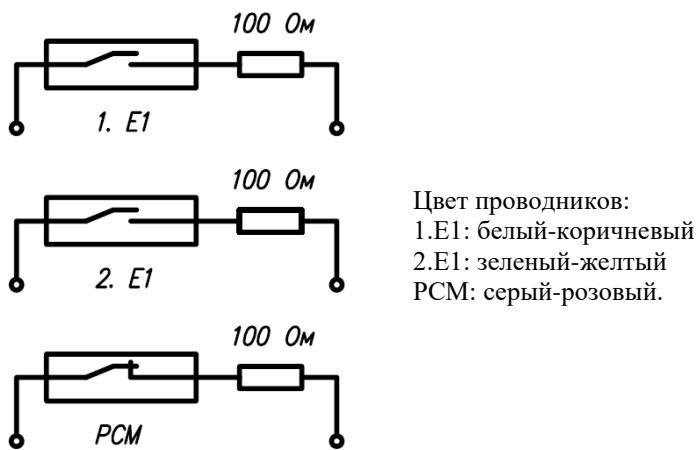 100 Ом
1. E1
100 Ом
2. E1
100 Ом
PCM
Цвет проводников:
1.E1: белый-коричневый
2.E1: зеленый-желтый
PCM: серый-розовый.